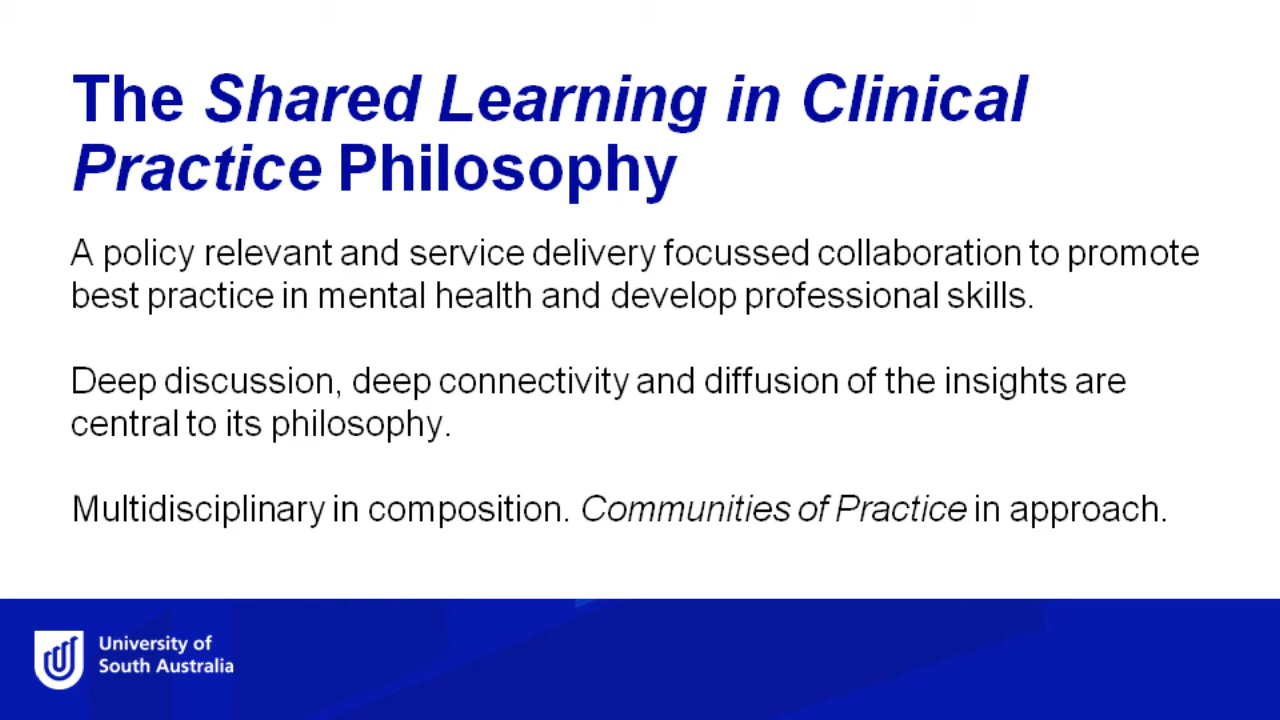 The Shared Learning in Clinical
Practice Philosophy
A policy relevant and service delivery focussed collaboration to promote
best practice in mental health and develop professional skills.
Deep discussion, deep connectivity and diffusion of the insights are
central to its philosophy.
Multidisciplinary in composition. Communities of Practice in approach.
University of
South Australia